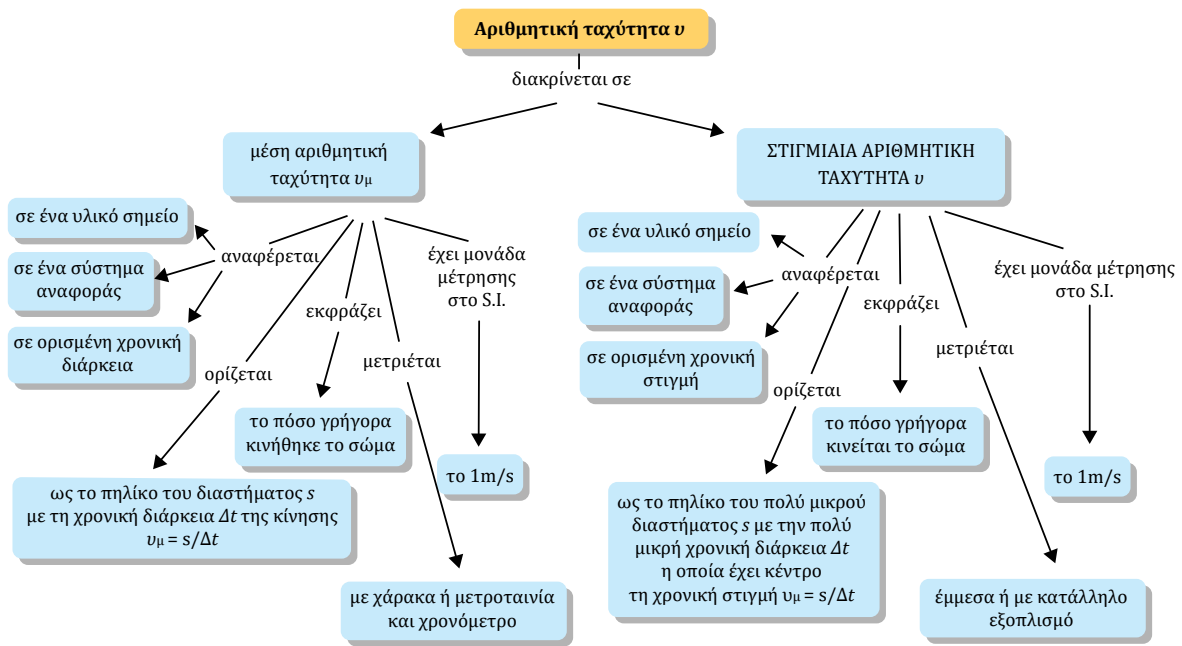 Αριθμητική ταχύτητα υ
διακρίνεται σε
μέση αριθμητική
ταχύτητα υμ
σε ένα υλικό σημείο
αναφέρεται
σε ένα σύστημα
αναφοράς
σε ορισμένη χρονική
διάρκεια
ορίζεται
ως το πηλίκο του διαστήματος s
με τη χρονική διάρκεια Δt της κίνησης
υμ = s/Δt
εκφράζει
το πόσο γρήγορα
κινήθηκε το σώμα
μετριέται
με χάρακα ή μετροταινία
και χρονόμετρο
έχει μονάδα
μέτρησης
στο S.I.
το 1m/s
ΣΤΙΓΜΙΑΙΑ ΑΡΙΘΜΗΤΙΚΗ
ΤΑΧΥΤΗΤΑ υ
σε ένα υλικό σημείο
αναφέρεται
σε ένα σύστημα
αναφοράς
σε ορισμένη χρονική
στιγμή
ορίζεται
ως το πηλίκο του πολύ μικρού
διαστήματος s με την πολύ
μικρή χρονική διάρκεια Δt
η οποία έχει κέντρο
τη χρονική στιγμή υμ = s/Δt
εκφράζει
το πόσο γρήγορα
κινείται το σώμα
μετριέται
έμμεσα ή με κατάλληλο
εξοπλισμό
έχει μονάδα μέτρησης
στο S.I.
το 1m/s